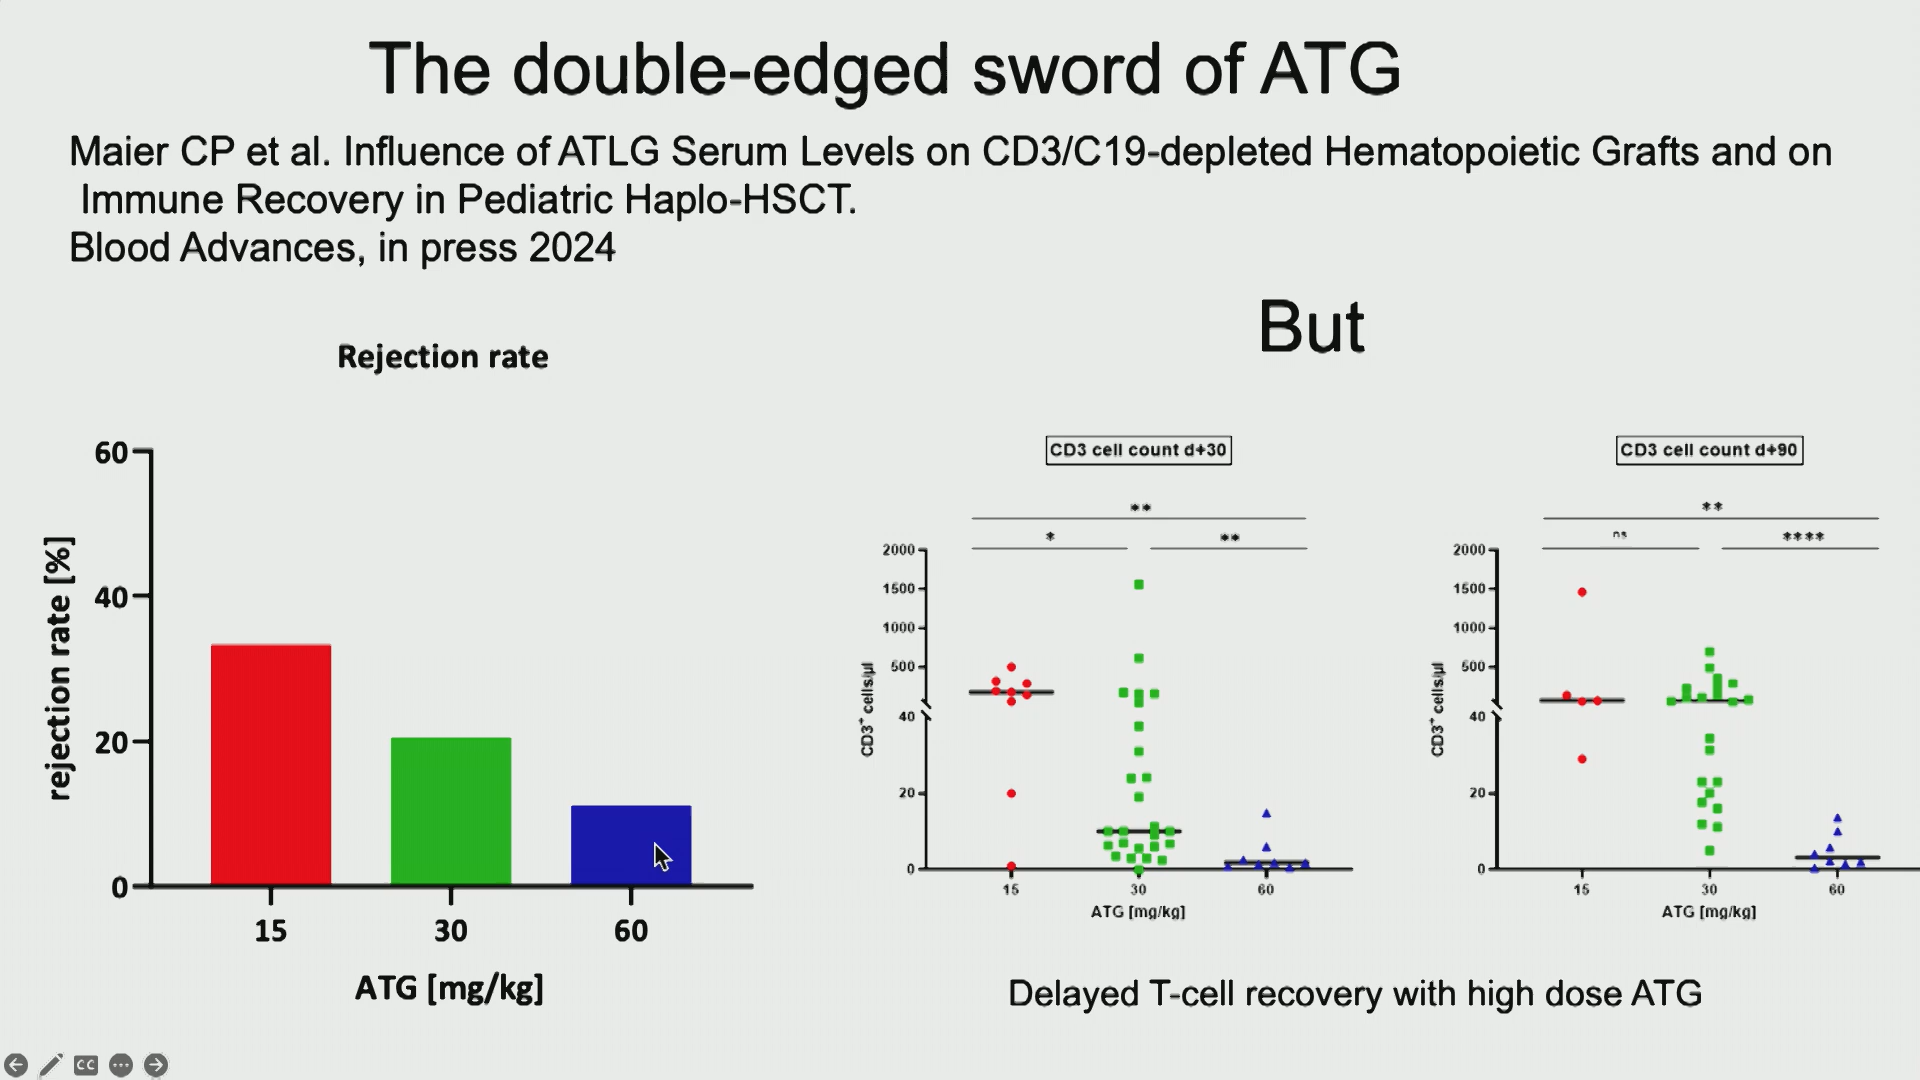 The double-edged sword of ATG
Maier CP et al. Influence of ATLG Serum Levels on CD3/C19-depleted Hematopoietic Grafts and on
Immune Recovery in Pediatric Haplo-HSCT.
Blood Advances, in press 2024
But
Rejection rate
rejection rate [%]
60
40
20
0
15 30 60
ATG [mg/kg]
CD3 cell count d+30
**
* **
CD3⁺ cells/µl
2000
1500
1000
500
40
20
0
15 30 60
ATG [mg/kg]
CD3 cell count d+90
**
ns ****
CD3⁺ cells/µl
2000
1500
1000
500
40
20
0
15 30 60
ATG [mg/kg]
Delayed T-cell recovery with high dose ATG
CC